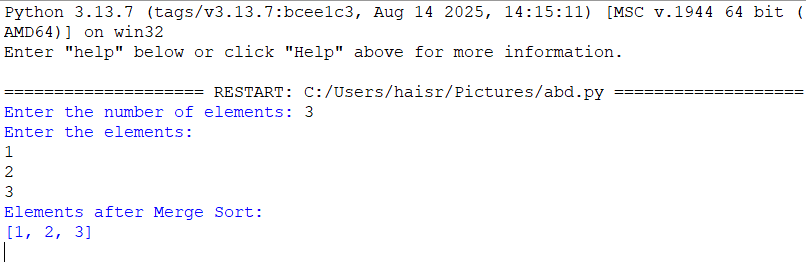 Python 3.13.7 (tags/v3.13.7:bcee1c3, Aug 14 2025, 14:15:11) [MSC v.1944 64 bit (
AMD64)] on win32
Enter "help" below or click "Help" above for more information.
==================== RESTART: C:/Users/haisr/Pictures/abd.py ===================
Enter the number of elements: 3
Enter the elements:
1
2
3
Elements after Merge Sort:
[1, 2, 3]